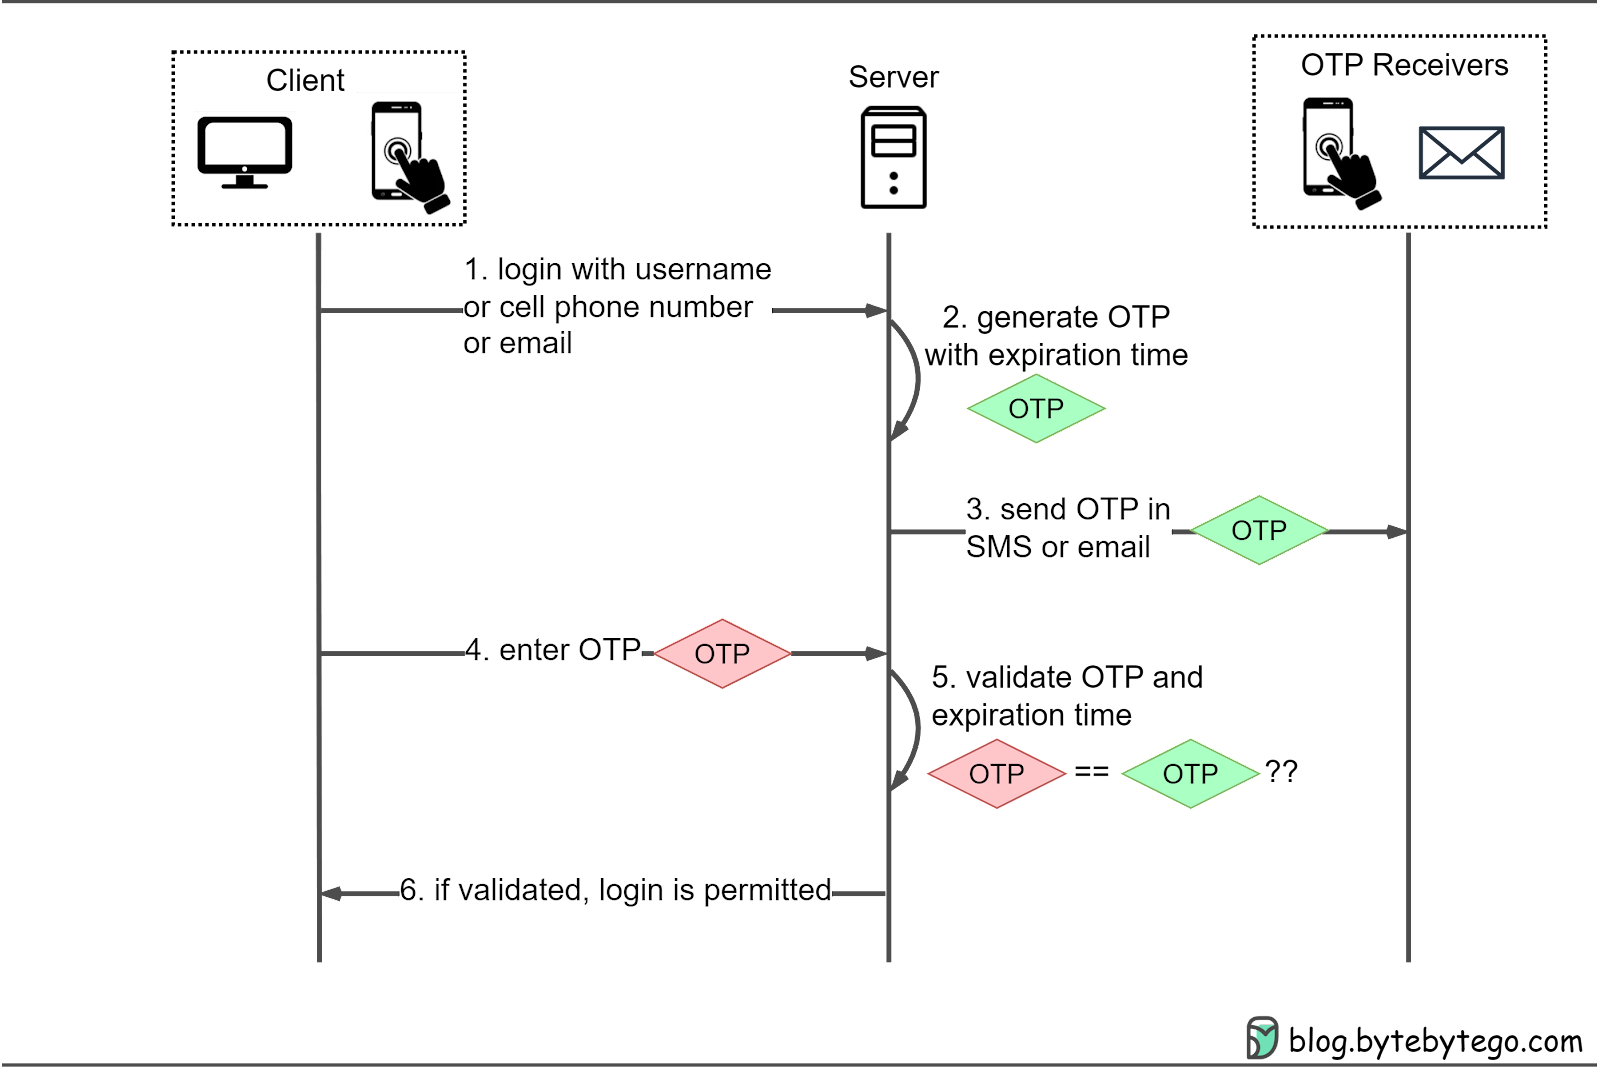 Client
Server
OTP Receivers
1. login with username
or cell phone number
or email
2. generate OTP
with expiration time
OTP
3. send OTP in
SMS or email
OTP
4. enter OTP
OTP
5. validate OTP and
expiration time
OTP == OTP ??
6. if validated, login is permitted
blog.bytebytego.com